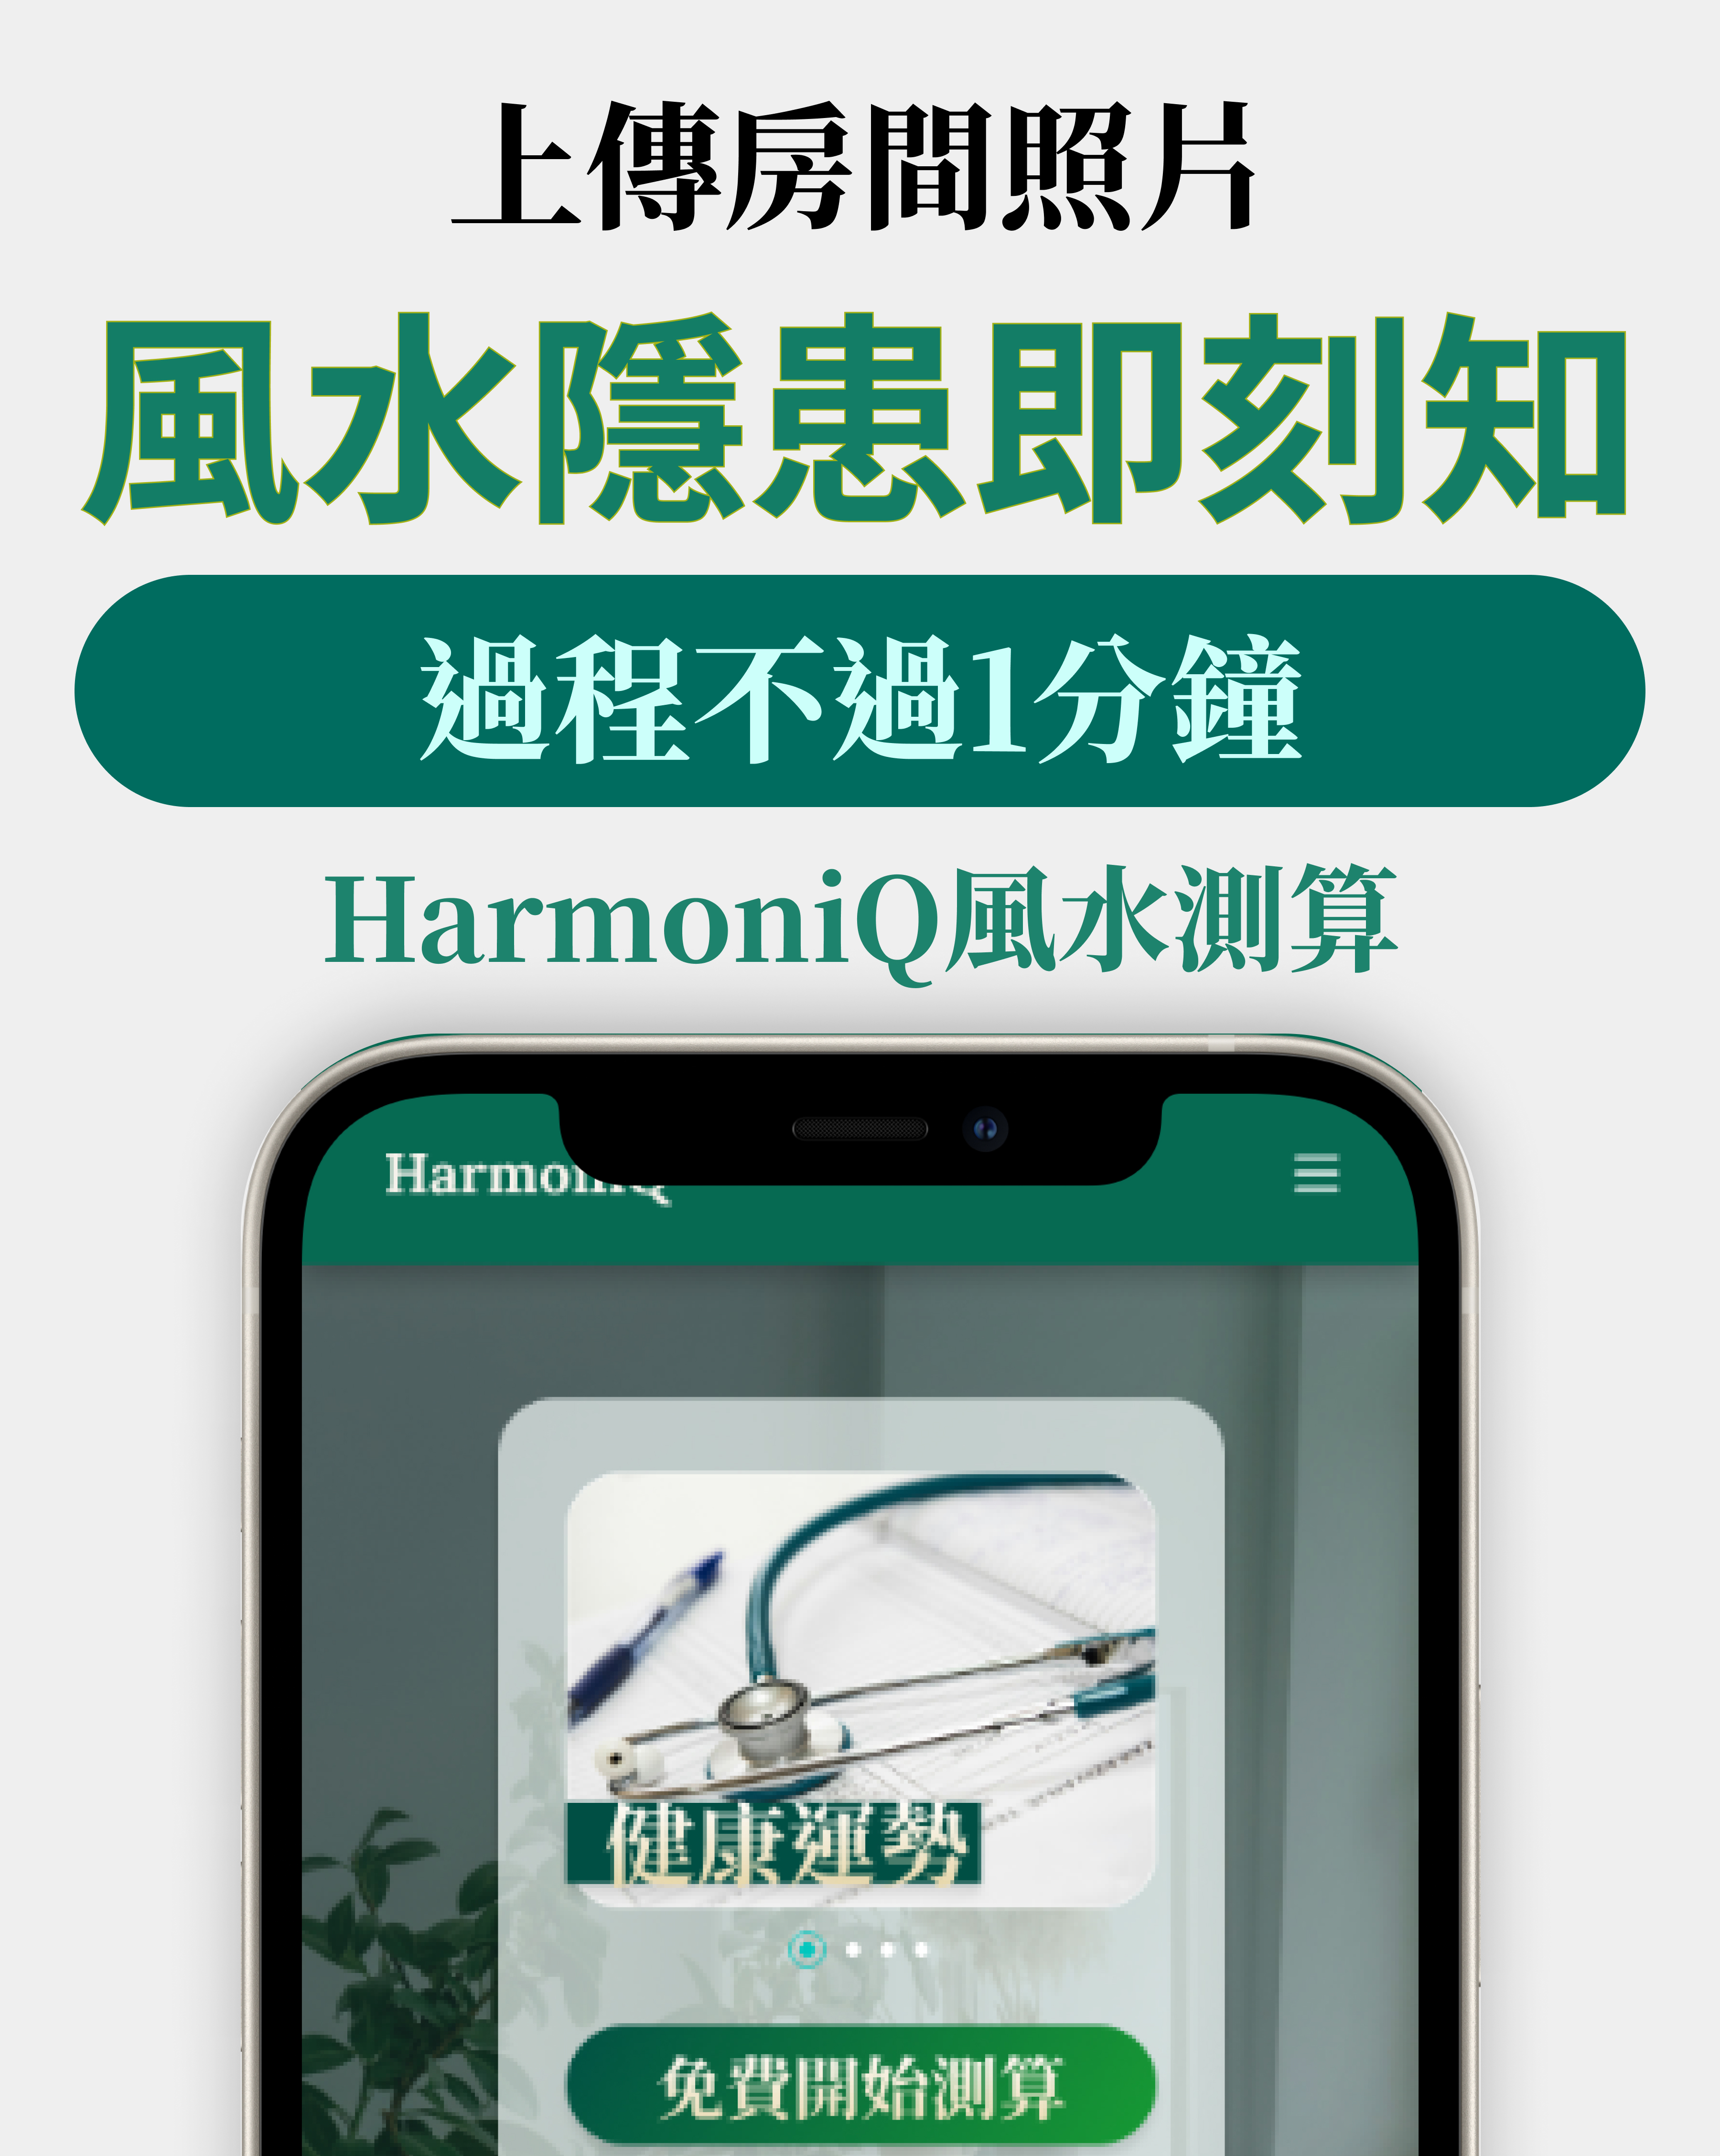 上傳房間照片
風水隱患即刻知
過程不過1分鐘
HarmoniQ風水測算
HarmoniQ
健康運勢
免費開始測算